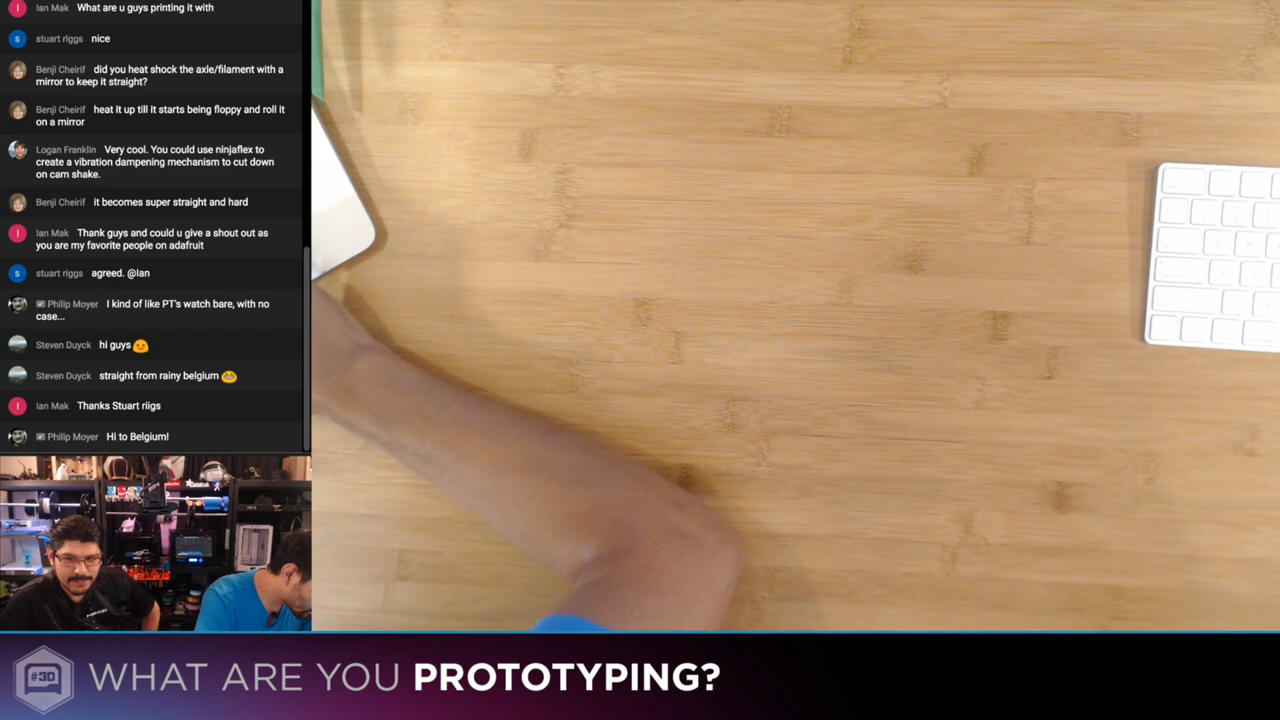 Ian Mak What are u guys printing it with
stuart riggs nice
Benji Cheirif did you heat shock the axle/filament with a
mirror to keep it straight?
Benji Cheirif heat it up till it starts being floppy and roll it
on a mirror
Logan Franklin Very cool. You could use ninjaflex to
create a vibration dampening mechanism to cut down
on cam shake.
Benji Cheirif it becomes super straight and hard
I Ian Mak Thank guys and could u give a shout out as
you are my favorite people on adafruit
s stuart riggs agreed. @Ian
Philip Moyer I kind of like PT's watch bare, with no
case...
Steven Duyck hi guys
Steven Duyck straight from rainy belgium
I Ian Mak Thanks Stuart riigs
Philip Moyer Hi to Belgium!
#3D
WHAT ARE YOU PROTOTYPING?